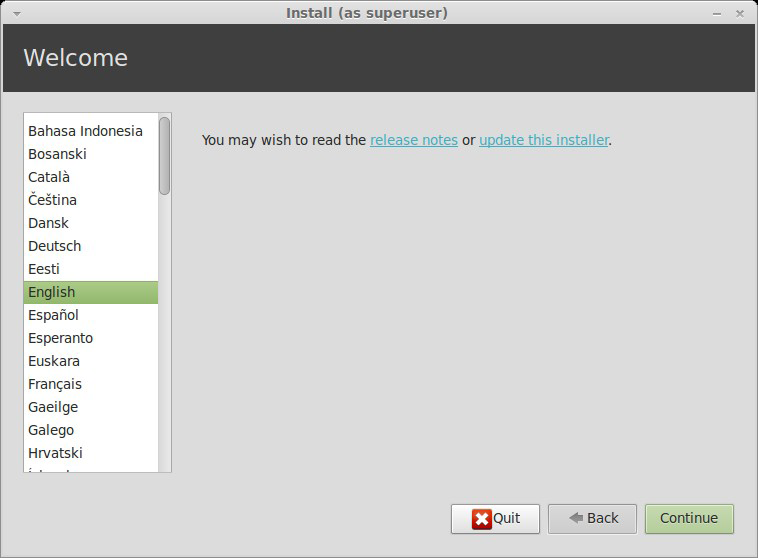 Install (as superuser)
Welcome
Bahasa Indonesia
Bosanski
Català
Čeština
Dansk
Deutsch
Eesti
English
Español
Esperanto
Euskara
Français
Gaeilge
Galego
Hrvatski
You may wish to read the release notes or update this installer.
Quit
Back
Continue